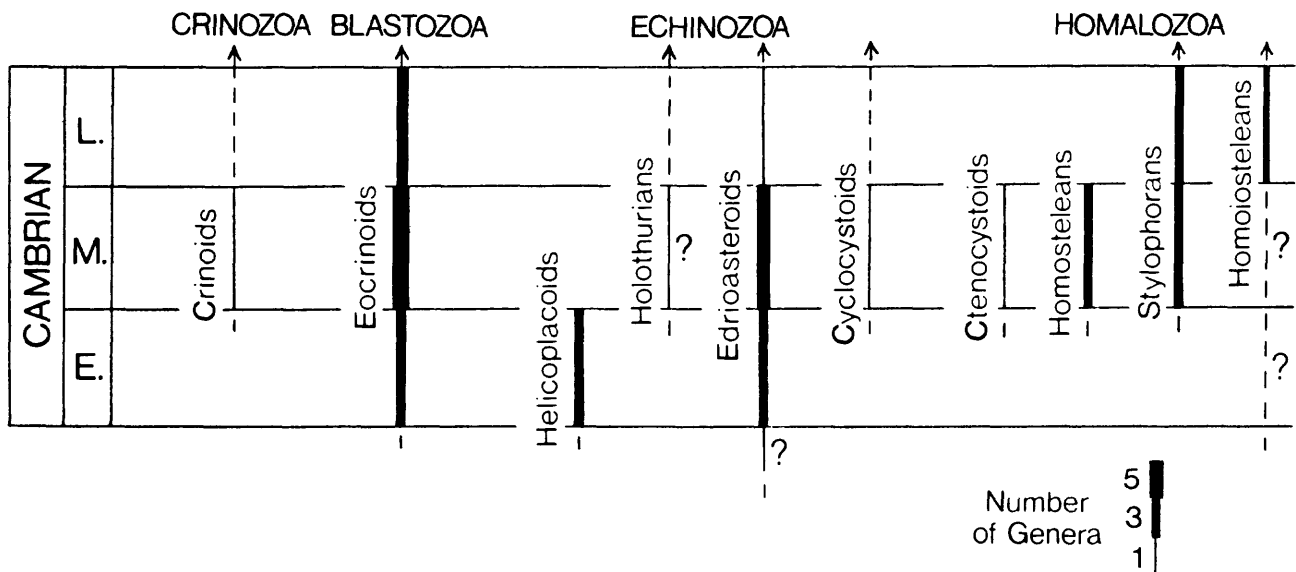 CRINOZOA BLASTOZOA ECHINOZOA HOMALOZOA
CAMBRIAN
L.
M.
E.
Crinoids
Eocrinoids
Helicoplacoids
Holothurians
?
Edrioasteroids
?
Cyclocystoids
Ctenocystoids
Homosteleans
Stylophorans
Homoiosteleans
?
?
Number
of Genera
5
3
1